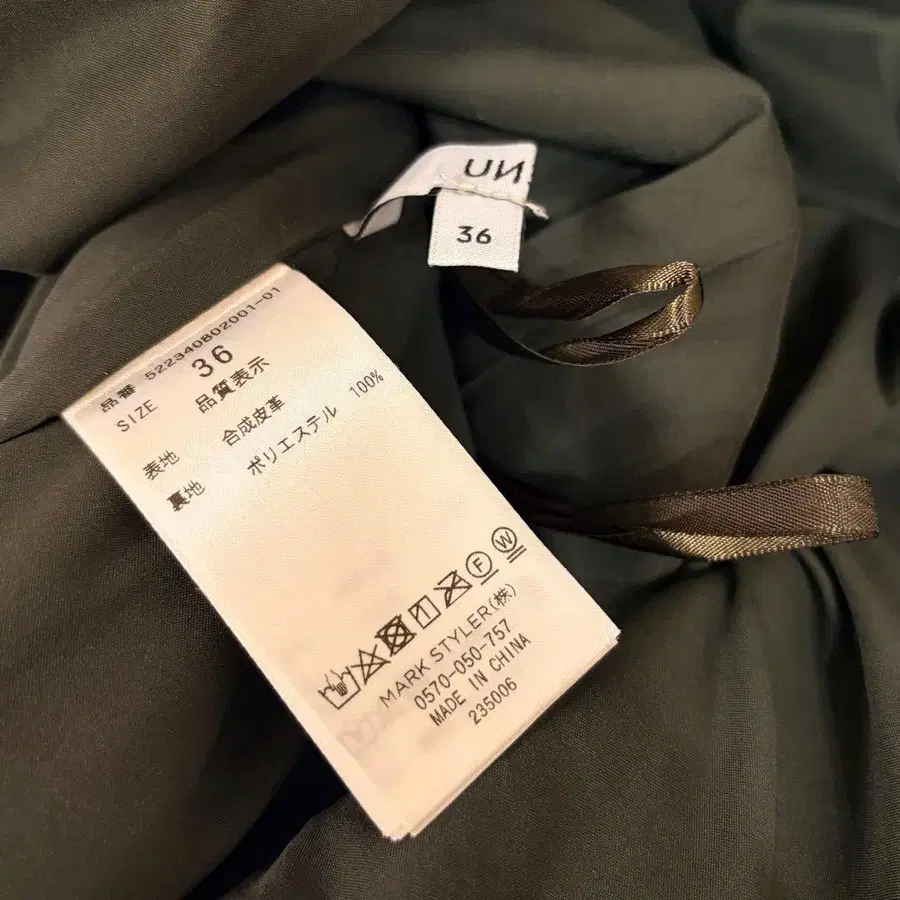 UN
36
品番 522340802001-01
SIZE 36
品質表示
表地 合成皮革
裏地 ポリエステル 100%
F W
MARK STYLER(株)
0570-050-757
MADE IN CHINA
235006